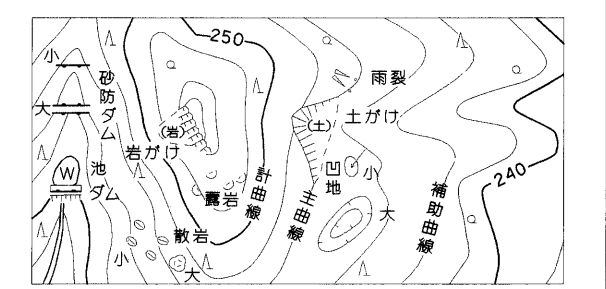 250
小
砂防ダム
大
雨裂
(岩)
(土)
土がけ
岩がけ
池
W
ダム
凹地
小
240
露岩
計曲線
主曲線
大
補助曲線
散岩
小
大